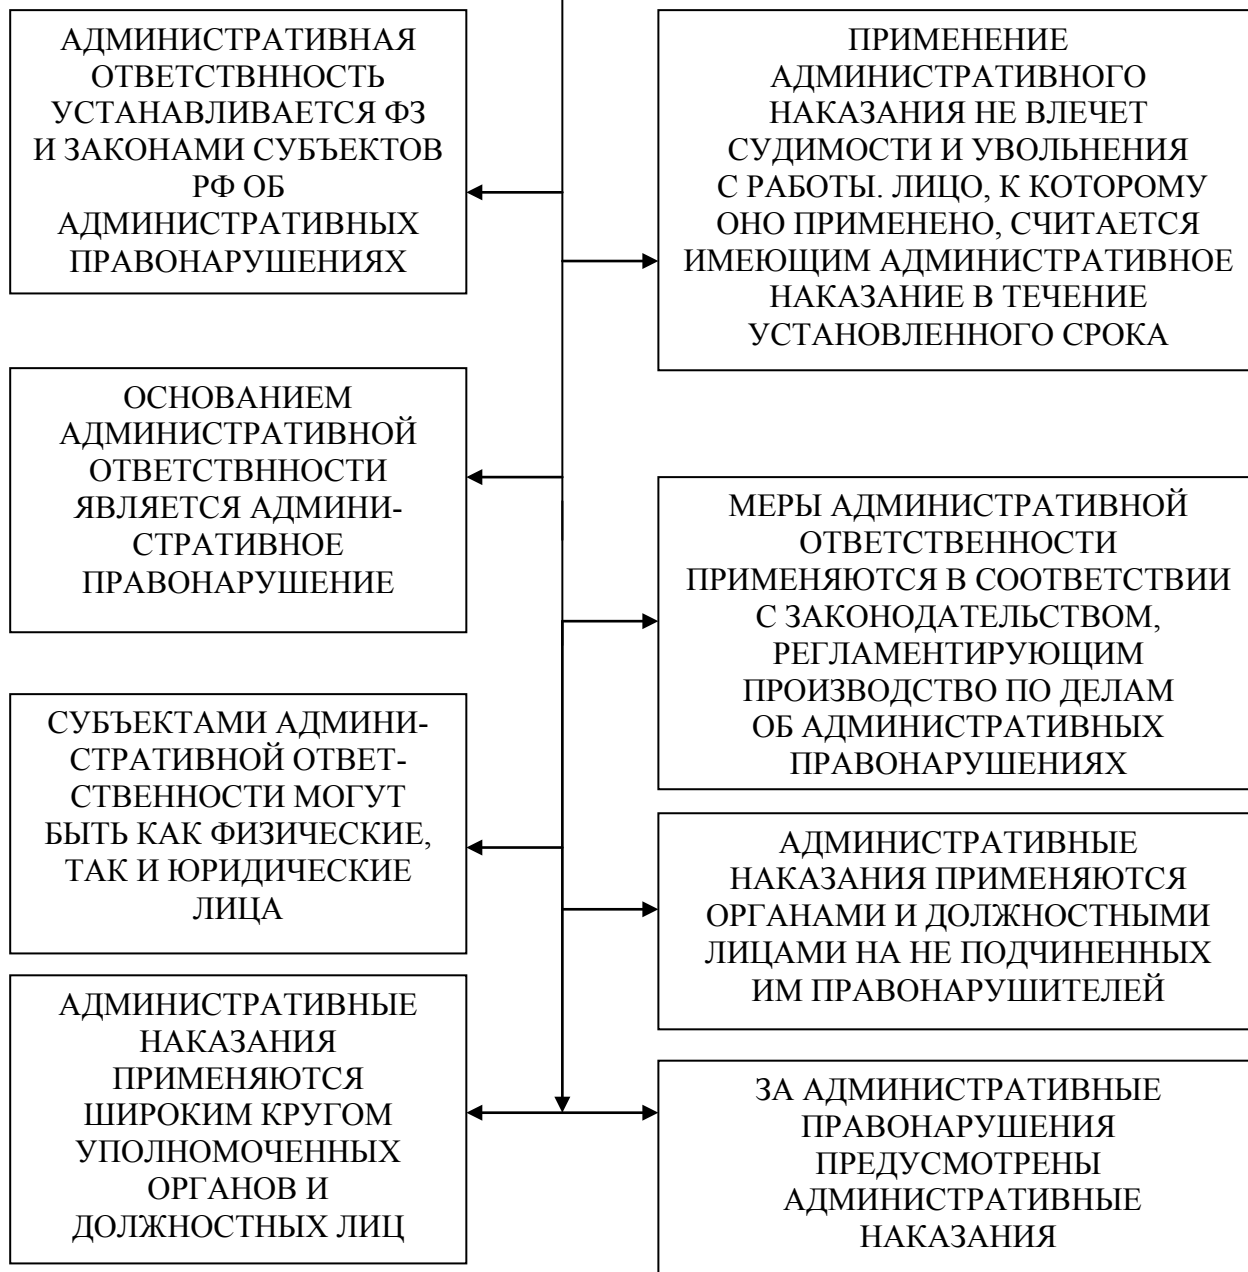 АДМИНИСТРАТИВНАЯ
ОТВЕТСТВННОСТЬ
УСТАНАВЛИВАЕТСЯ ФЗ
И ЗАКОНАМИ СУБЪЕКТОВ
РФ ОБ
АДМИНИСТРАТИВНЫХ
ПРАВОНАРУШЕНИЯХ
ПРИМЕНЕНИЕ
АДМИНИСТРАТИВНОГО
НАКАЗАНИЯ НЕ ВЛЕЧЕТ
СУДИМОСТИ И УВОЛЬНЕНИЯ
С РАБОТЫ. ЛИЦО, К КОТОРОМУ
ОНО ПРИМЕНЕНО, СЧИТАЕТСЯ
ИМЕЮЩИМ АДМИНИСТРАТИВНОЕ
НАКАЗАНИЕ В ТЕЧЕНИЕ
УСТАНОВЛЕННОГО СРОКА
ОСНОВАНИЕМ
АДМИНИСТРАТИВНОЙ
ОТВЕТСТВННОСТИ
ЯВЛЯЕТСЯ АДМИНИ-
СТРАТИВНОЕ
ПРАВОНАРУШЕНИЕ
МЕРЫ АДМИНИСТРАТИВНОЙ
ОТВЕТСТВЕННОСТИ
ПРИМЕНЯЮТСЯ В СООТВЕТСТВИИ
С ЗАКОНОДАТЕЛЬСТВОМ,
РЕГЛАМЕНТИРУЮЩИМ
ПРОИЗВОДСТВО ПО ДЕЛАМ
ОБ АДМИНИСТРАТИВНЫХ
ПРАВОНАРУШЕНИЯХ
СУБЪЕКТАМИ АДМИНИ-
СТРАТИВНОЙ ОТВЕТ-
СТВЕННОСТИ МОГУТ
БЫТЬ КАК ФИЗИЧЕСКИЕ,
ТАК И ЮРИДИЧЕСКИЕ
ЛИЦА
АДМИНИСТРАТИВНЫЕ
НАКАЗАНИЯ ПРИМЕНЯЮТСЯ
ОРГАНАМИ И ДОЛЖНОСТНЫМИ
ЛИЦАМИ НА НЕ ПОДЧИНЕННЫХ
ИМ ПРАВОНАРУШИТЕЛЕЙ
АДМИНИСТРАТИВНЫЕ
НАКАЗАНИЯ
ПРИМЕНЯЮТСЯ
ШИРОКИМ КРУГОМ
УПОЛНОМОЧЕННЫХ
ОРГАНОВ И
ДОЛЖНОСТНЫХ ЛИЦ
ЗА АДМИНИСТРАТИВНЫЕ
ПРАВОНАРУШЕНИЯ
ПРЕДУСМОТРЕНЫ
АДМИНИСТРАТИВНЫЕ
НАКАЗАНИЯ